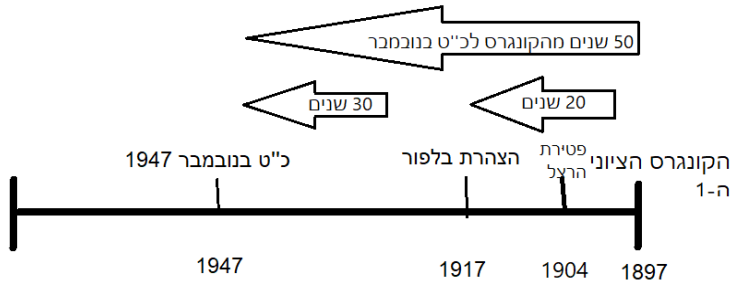 50 שנים מהקונגרס לכ''ט בנובמבר
20 שנים
30 שנים
הקונגרס הציוני
ה-1
פטירת
הרצל
הצהרת בלפור
כ''ט בנובמבר 1947
1897
1904
1917
1947